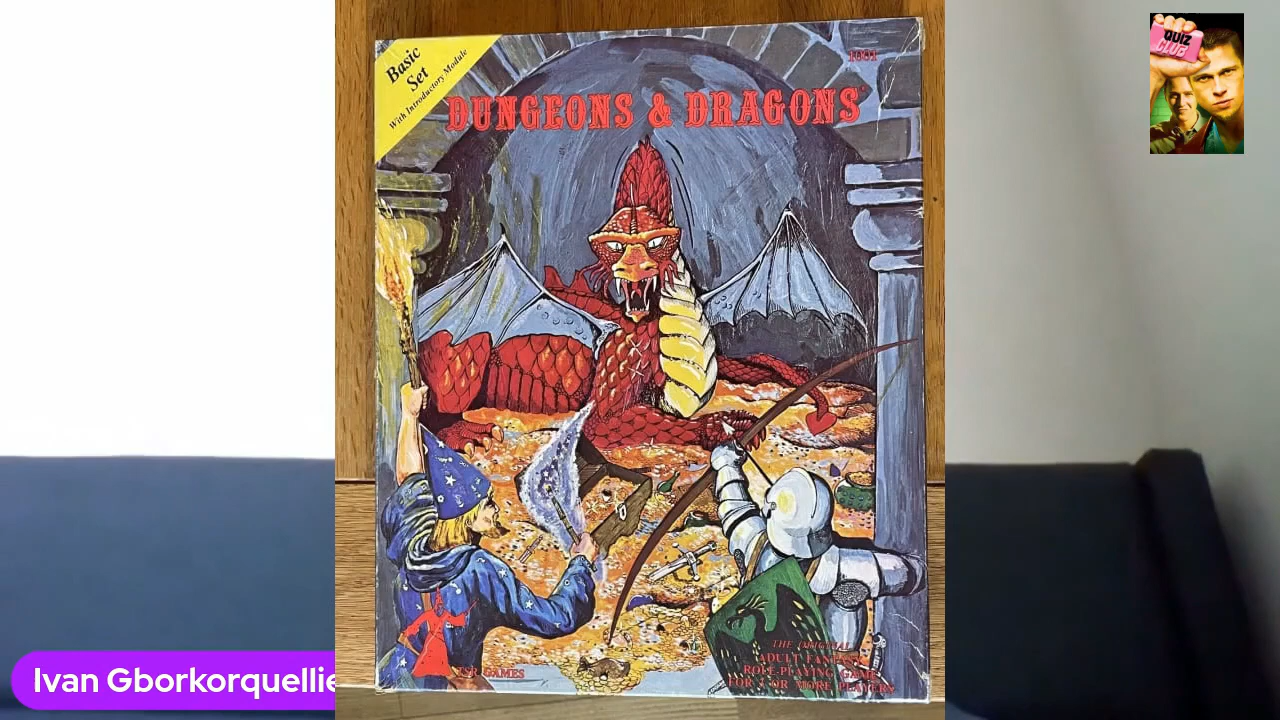 Basic
Set
With Introductory Module
1001
DUNGEONS & DRAGONS®
QUIZ
CLUB
TSR GAMES
THE ORIGINAL
ADULT FANTASY
ROLE-PLAYING GAME
FOR 3 OR MORE PLAYERS
Ivan Gborkorquellie